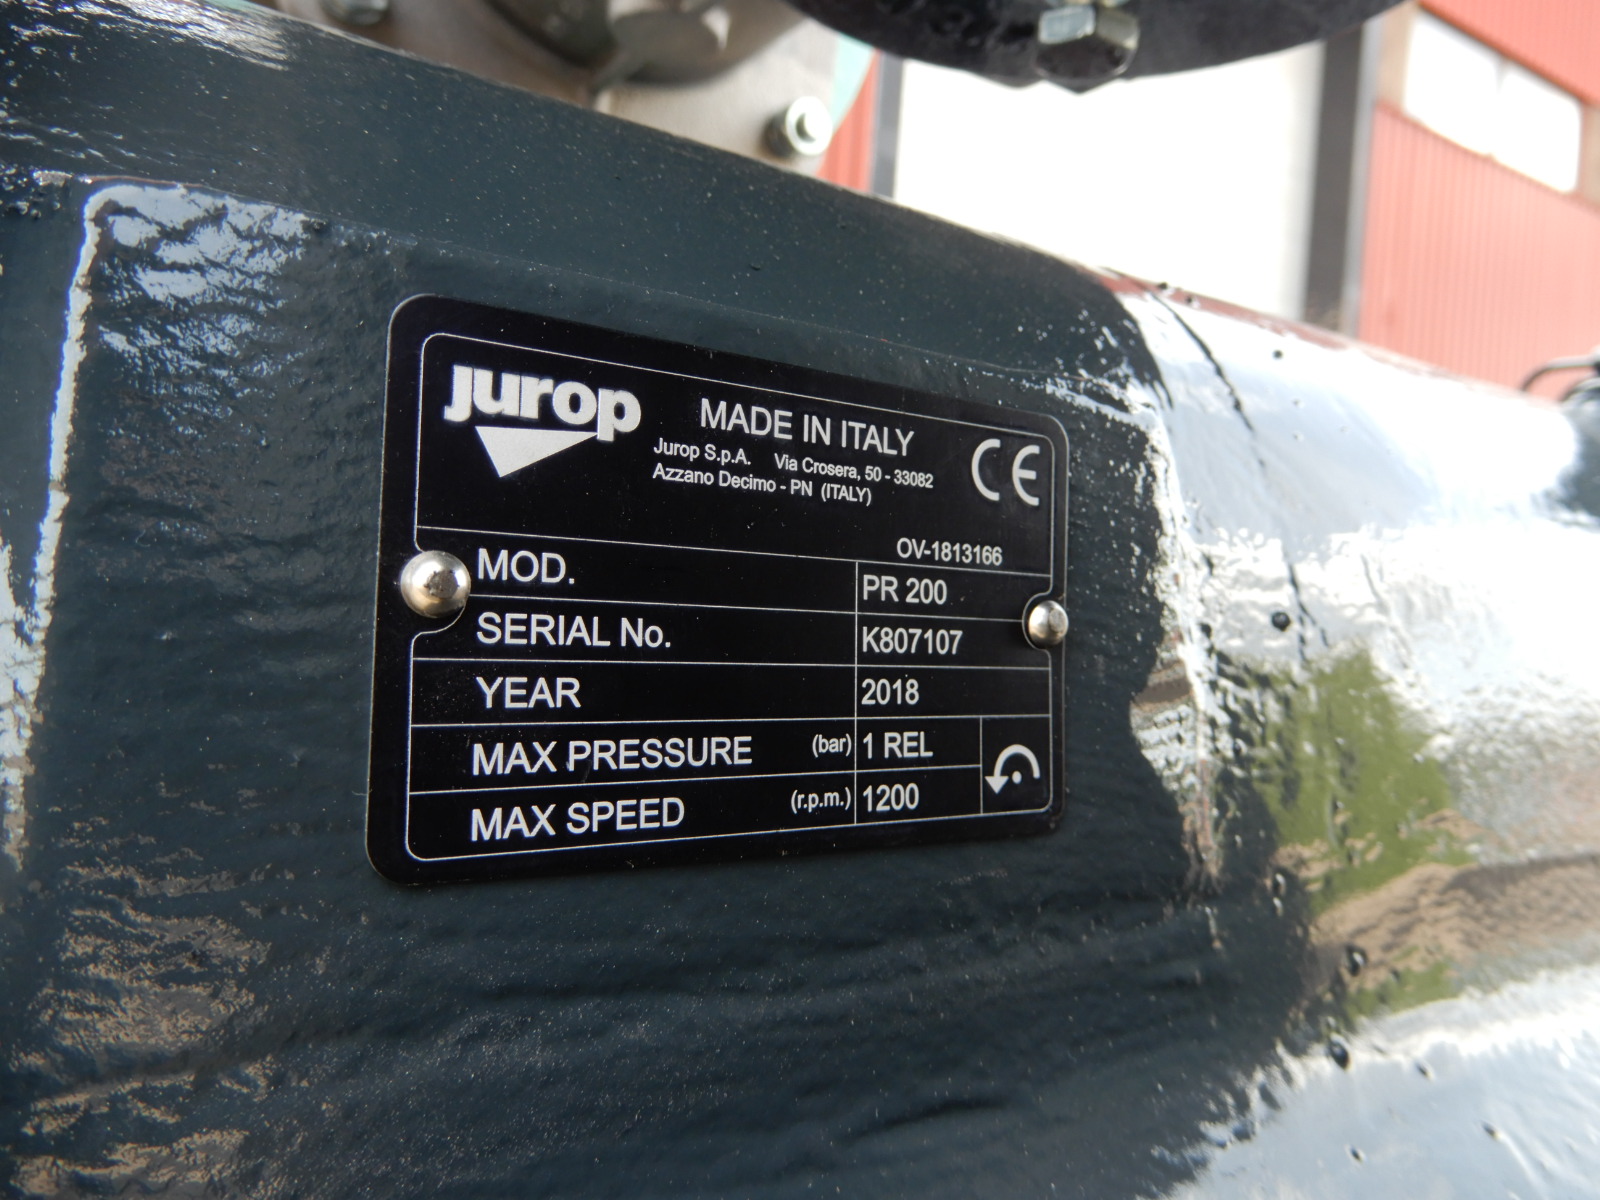 jurop
MADE IN ITALY
Jurop S.p.A. Via Crosera, 50 - 33082
Azzano Decimo - PN (ITALY)
CE
OV-1813166
MOD. PR 200
SERIAL No. K807107
YEAR 2018
MAX PRESSURE (bar) 1 REL
MAX SPEED (r.p.m.) 1200